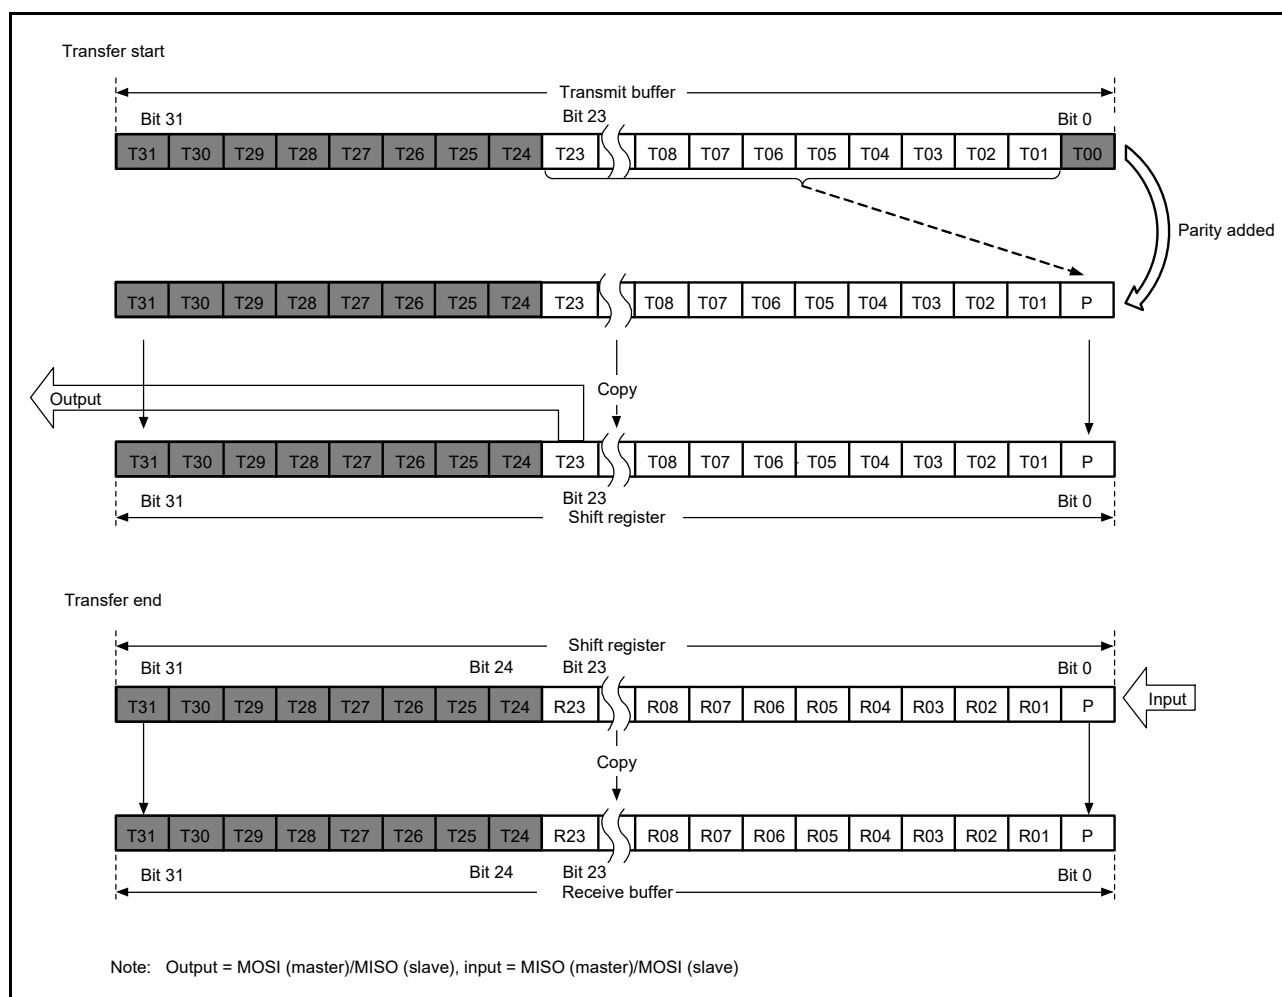 Transfer start
Transmit buffer
Bit 31 Bit 23 Bit 0
T31 T30 T29 T28 T27 T26 T25 T24 T23 T08 T07 T06 T05 T04 T03 T02 T01 T00
Parity added
T31 T30 T29 T28 T27 T26 T25 T24 T23 T08 T07 T06 T05 T04 T03 T02 T01 P
Copy
Output
T31 T30 T29 T28 T27 T26 T25 T24 T23 T08 T07 T06 T05 T04 T03 T02 T01 P
Bit 31 Bit 23 Bit 0
Shift register
Transfer end
Shift register
Bit 31 Bit 24 Bit 23 Bit 0
T31 T30 T29 T28 T27 T26 T25 T24 R23 R08 R07 R06 R05 R04 R03 R02 R01 P Input
Copy
T31 T30 T29 T28 T27 T26 T25 T24 R23 R08 R07 R06 R05 R04 R03 R02 R01 P
Bit 31 Bit 24 Bit 23 Bit 0
Receive buffer
Note: Output = MOSI (master)/MISO (slave), input = MISO (master)/MOSI (slave)